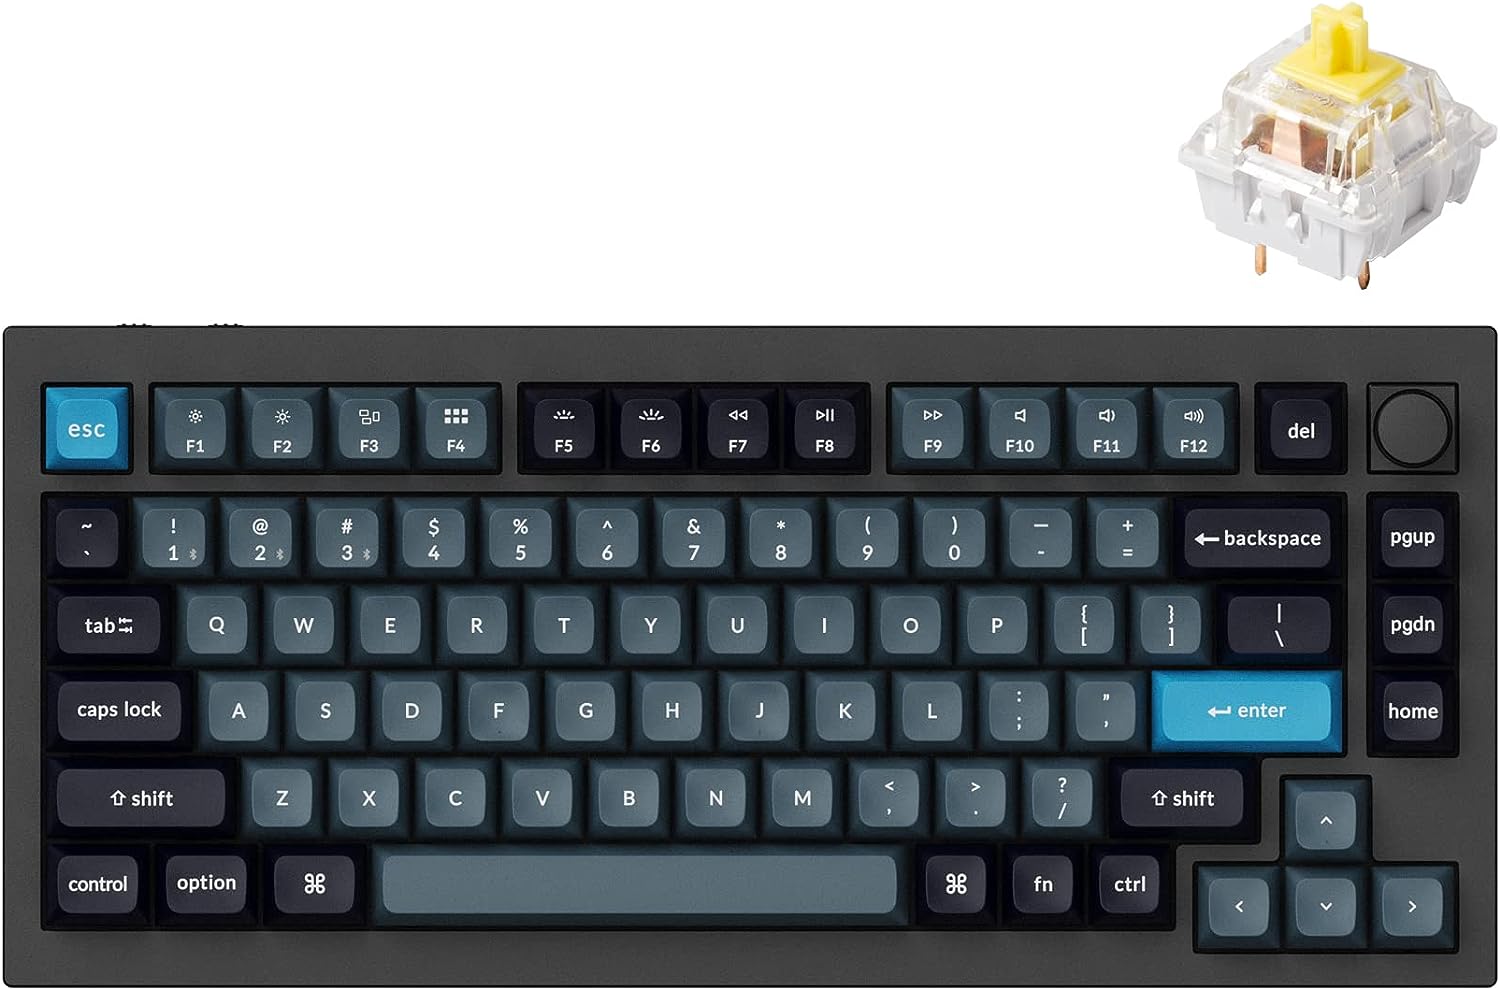 esc F1 F2 F3 F4 F5 F6 F7 F8 F9 F10 F11 F12 del
~ ! @ # $ % ^ & * ( ) — +
` 1 2 3 4 5 6 7 8 9 0 - = ← backspace pgup
tab Q W E R T Y U I O P { [ } ] | \ pgdn
caps lock A S D F G H J K L : ; " ' ↵ enter home
⇧ shift Z X C V B N M < , > . ? / ⇧ shift ^
control option ⌘ ⌘ fn ctrl < ⌄ >